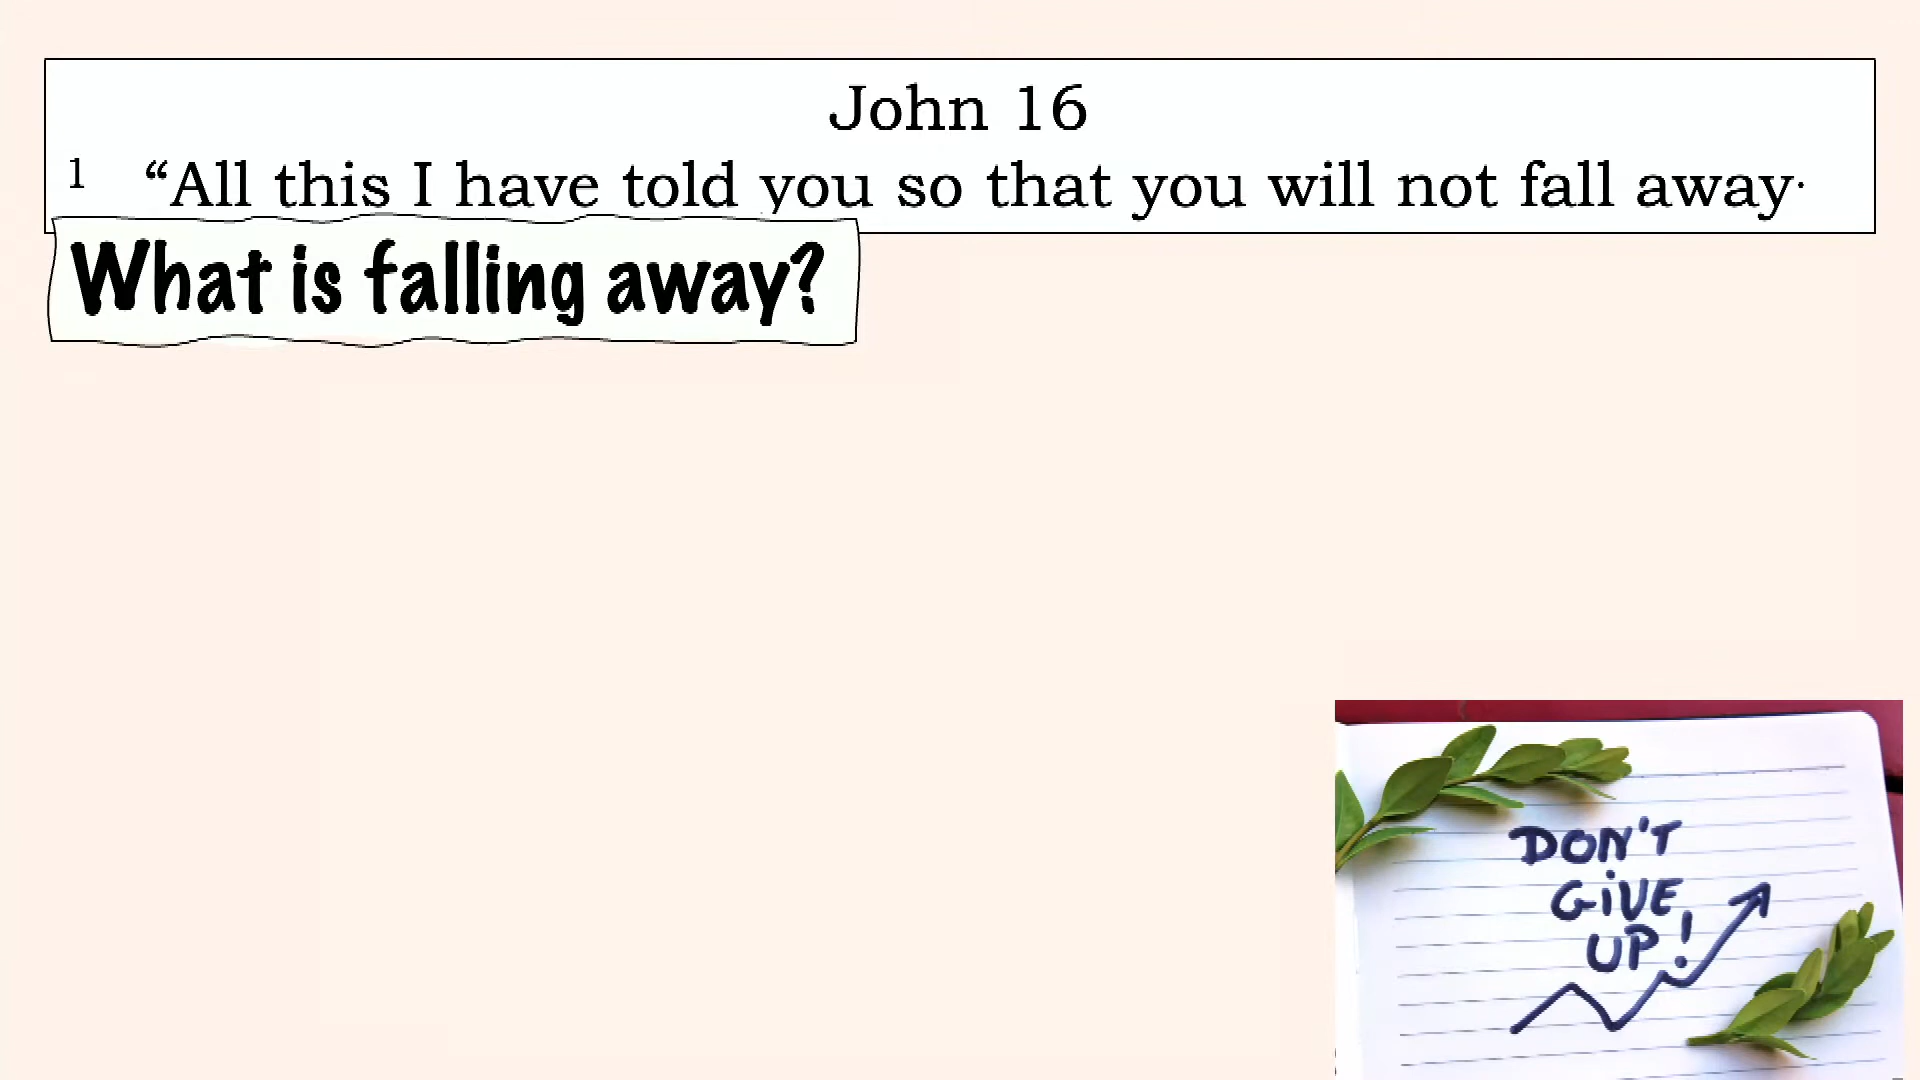 John 16
1 “All this I have told you so that you will not fall away.
What is falling away?
DON'T
GiVE
UP!